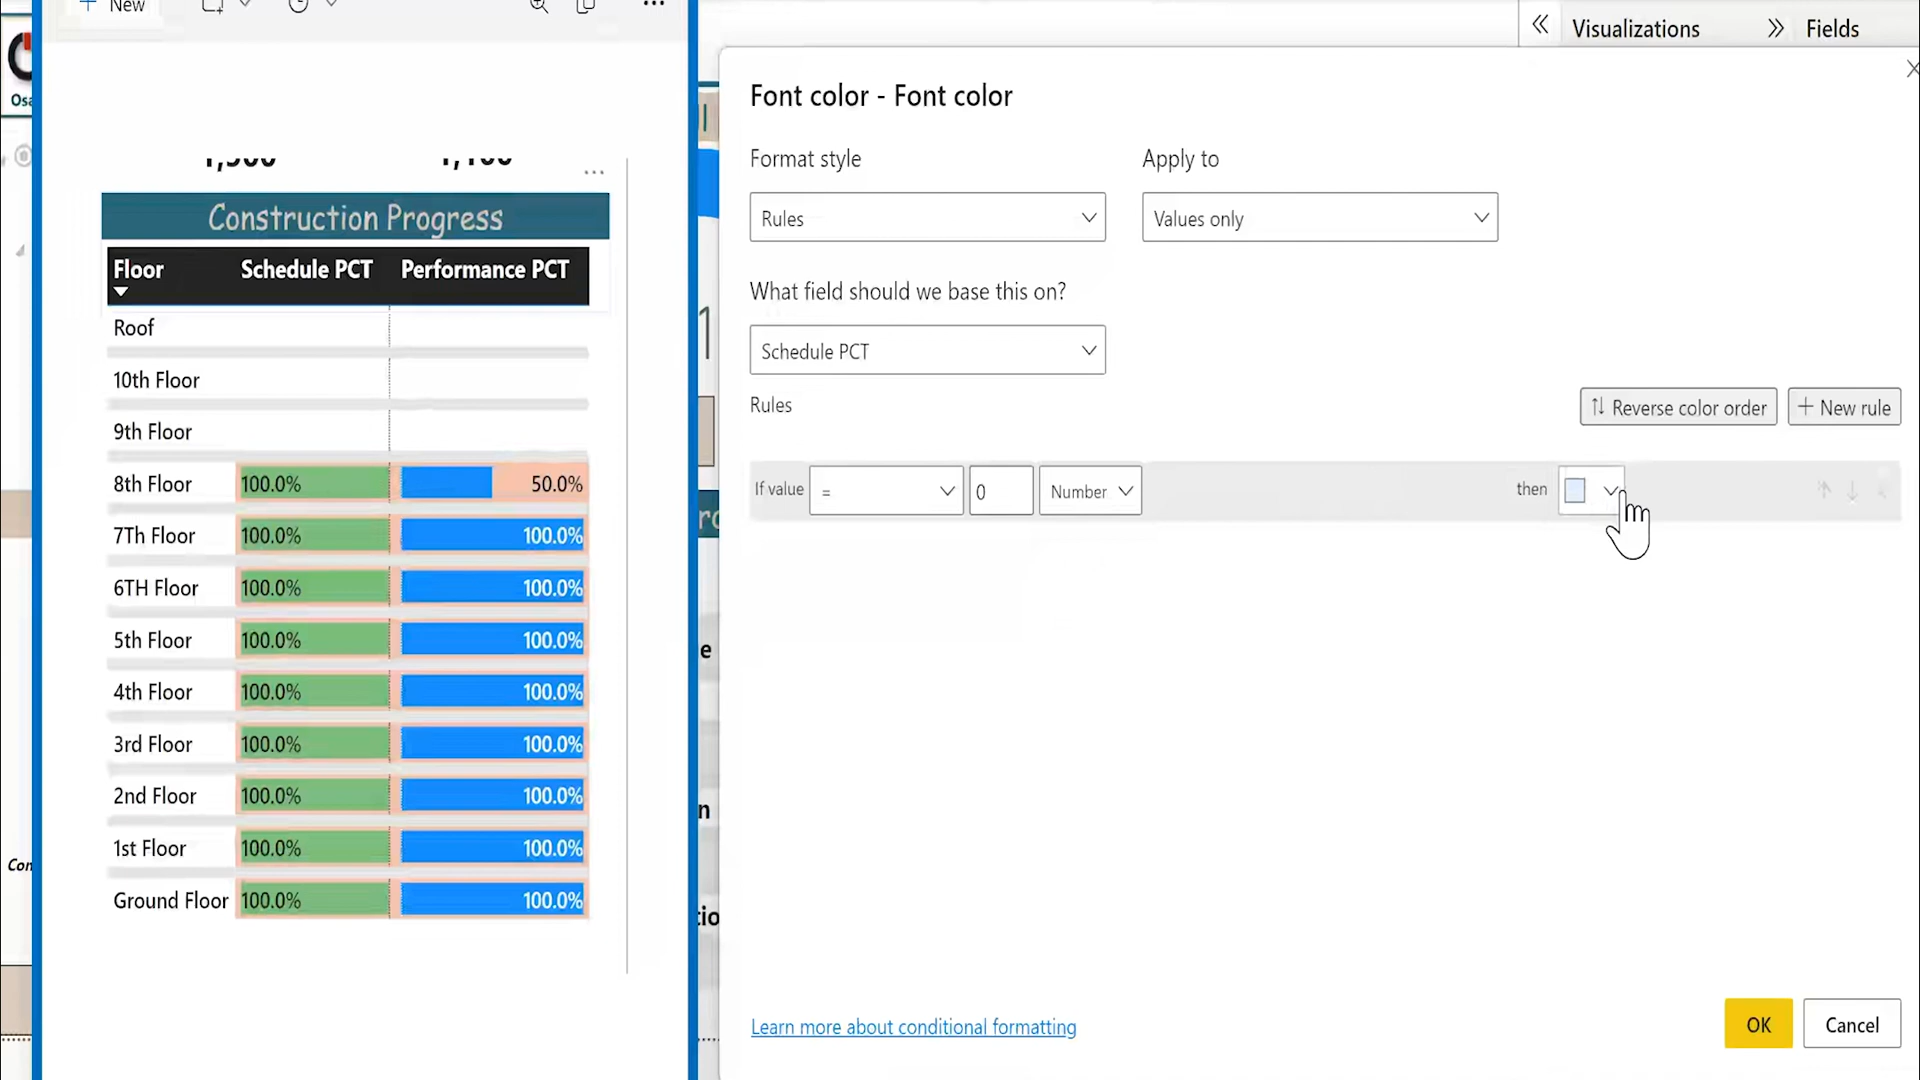 New
Visualizations
Fields
Construction Progress
Floor Schedule PCT Performance PCT
Roof
10th Floor
9th Floor
8th Floor 100.0% 50.0%
7Th Floor 100.0% 100.0%
6TH Floor 100.0% 100.0%
5th Floor 100.0% 100.0%
4th Floor 100.0% 100.0%
3rd Floor 100.0% 100.0%
2nd Floor 100.0% 100.0%
1st Floor 100.0% 100.0%
Ground Floor 100.0% 100.0%
Font color - Font color
Format style Apply to
Rules Values only
What field should we base this on?
Schedule PCT
Rules Reverse color order + New rule
If value = 0 Number then
Learn more about conditional formatting
OK Cancel